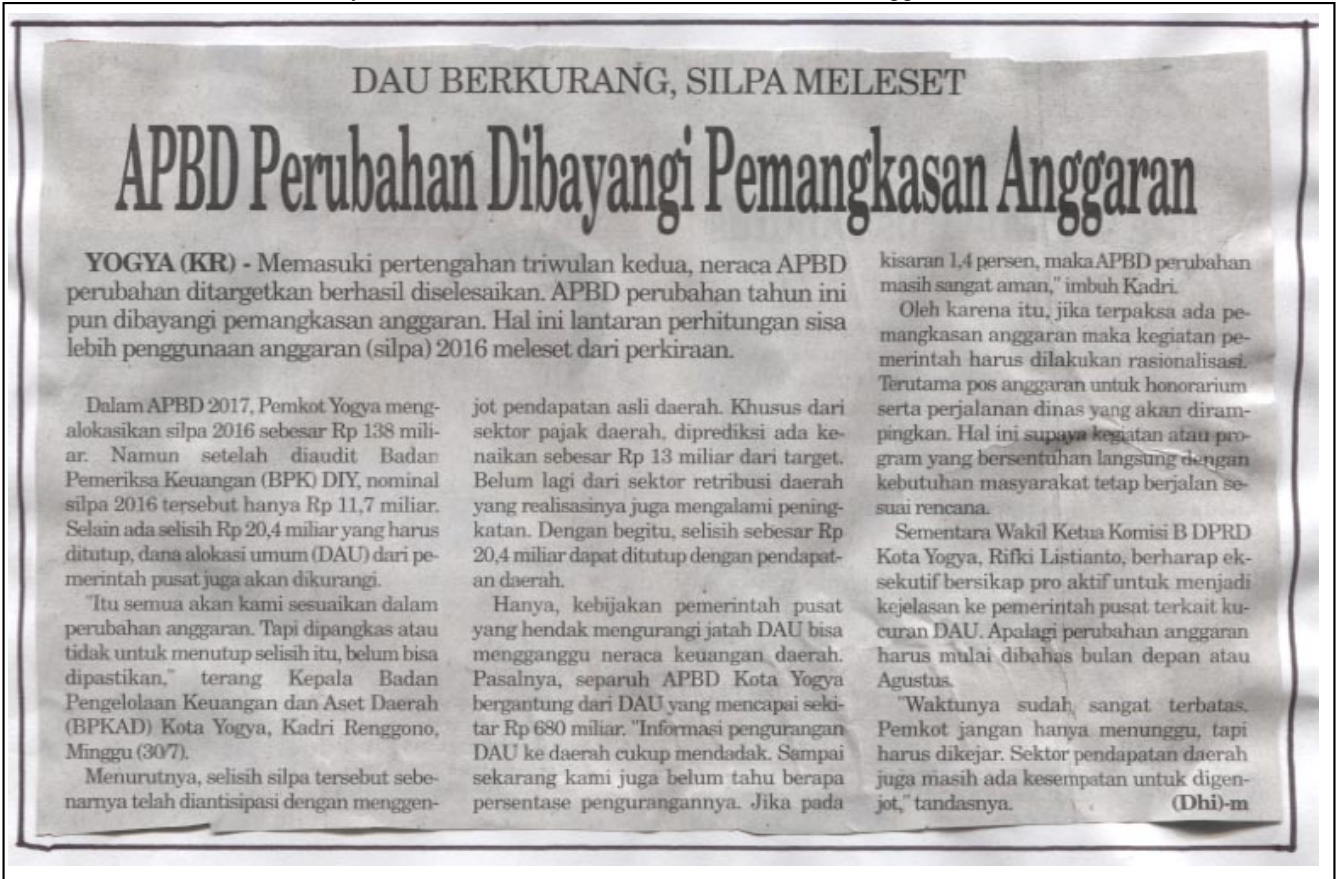 DAU BERKURANG, SILPA MELESET
APBD Perubahan Dibayangi Pemangkasan Anggaran
YOGYA (KR) - Memasuki pertengahan triwulan kedua, neraca APBD
perubahan ditargetkan berhasil diselesaikan. APBD perubahan tahun ini
pun dibayangi pemangkasan anggaran. Hal ini lantaran perhitungan sisa
lebih penggunaan anggaran (silpa) 2016 meleset dari perkiraan.
Dalam APBD 2017, Pemkot Yogya meng-
alokasikan silpa 2016 sebesar Rp 138 mili-
ar. Namun setelah diaudit Badan
Pemeriksa Keuangan (BPK) DIY, nominal
silpa 2016 tersebut hanya Rp 11,7 miliar.
Selain ada selisih Rp 20,4 miliar yang harus
ditutup, dana alokasi umum (DAU) dari pe-
merintah pusat juga akan dikurangi.
"Itu semua akan kami sesuaikan dalam
perubahan anggaran. Tapi dipangkas atau
tidak untuk menutup selisih itu, belum bisa
dipastikan," terang Kepala Badan
Pengelolaan Keuangan dan Aset Daerah
(BPKAD) Kota Yogya, Kadri Renggono,
Minggu (30/7).
Menurutnya, selisih silpa tersebut sebe-
narnya telah diantisipasi dengan menggen-
jot pendapatan asli daerah. Khusus dari
sektor pajak daerah, diprediksi ada ke-
naikan sebesar Rp 13 miliar dari target.
Belum lagi dari sektor retribusi daerah
yang realisasinya juga mengalami pening-
katan. Dengan begitu, selisih sebesar Rp
20,4 miliar dapat ditutup dengan pendapat-
an daerah.
Hanya, kebijakan pemerintah pusat
yang hendak mengurangi jatah DAU bisa
mengganggu neraca keuangan daerah.
Pasalnya, separuh APBD Kota Yogya
bergantung dari DAU yang mencapai seki-
tar Rp 680 miliar. "Informasi pengurangan
DAU ke daerah cukup mendadak. Sampai
sekarang kami juga belum tahu berapa
persentase pengurangannya. Jika pada
kisaran 1,4 persen, maka APBD perubahan
masih sangat aman," imbuh Kadri.
Oleh karena itu, jika terpaksa ada pe-
mangkasan anggaran maka kegiatan pe-
merintah harus dilakukan rasionalisasi.
Terutama pos anggaran untuk honorarium
serta perjalanan dinas yang akan diram-
pingkan. Hal ini supaya kegiatan atau pro-
gram yang bersentuhan langsung dengan
kebutuhan masyarakat tetap berjalan se-
suai rencana.
Sementara Wakil Ketua Komisi B DPRD
Kota Yogya, Rifki Listianto, berharap ek-
sekutif bersikap pro aktif untuk menjadi
kejelasan ke pemerintah pusat terkait ku-
curan DAU. Apalagi perubahan anggaran
harus mulai dibahas bulan depan atau
Agustus.
"Waktunya sudah sangat terbatas.
Pemkot jangan hanya menunggu, tapi
harus dikejar. Sektor pendapatan daerah
juga masih ada kesempatan untuk digen-
jot," tandasnya. (Dhi)-m